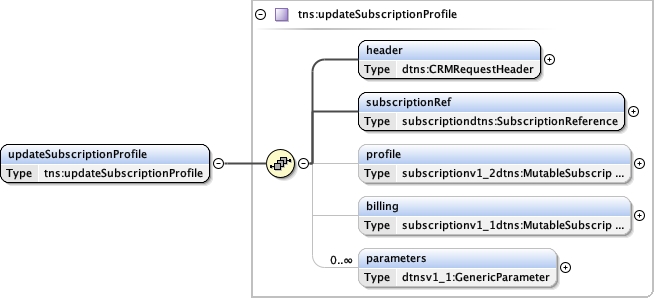 tns:updateSubscriptionProfile
header
Type dtns:CRMRequestHeader
subscriptionRef
Type subscriptiondtns:SubscriptionReference
updateSubscriptionProfile
Type tns:updateSubscriptionProfile
profile
Type subscriptionv1_2dtns:MutableSubscrip ...
billing
Type subscriptionv1_1dtns:MutableSubscrip ...
0..∞
parameters
Type dtnsv1_1:GenericParameter